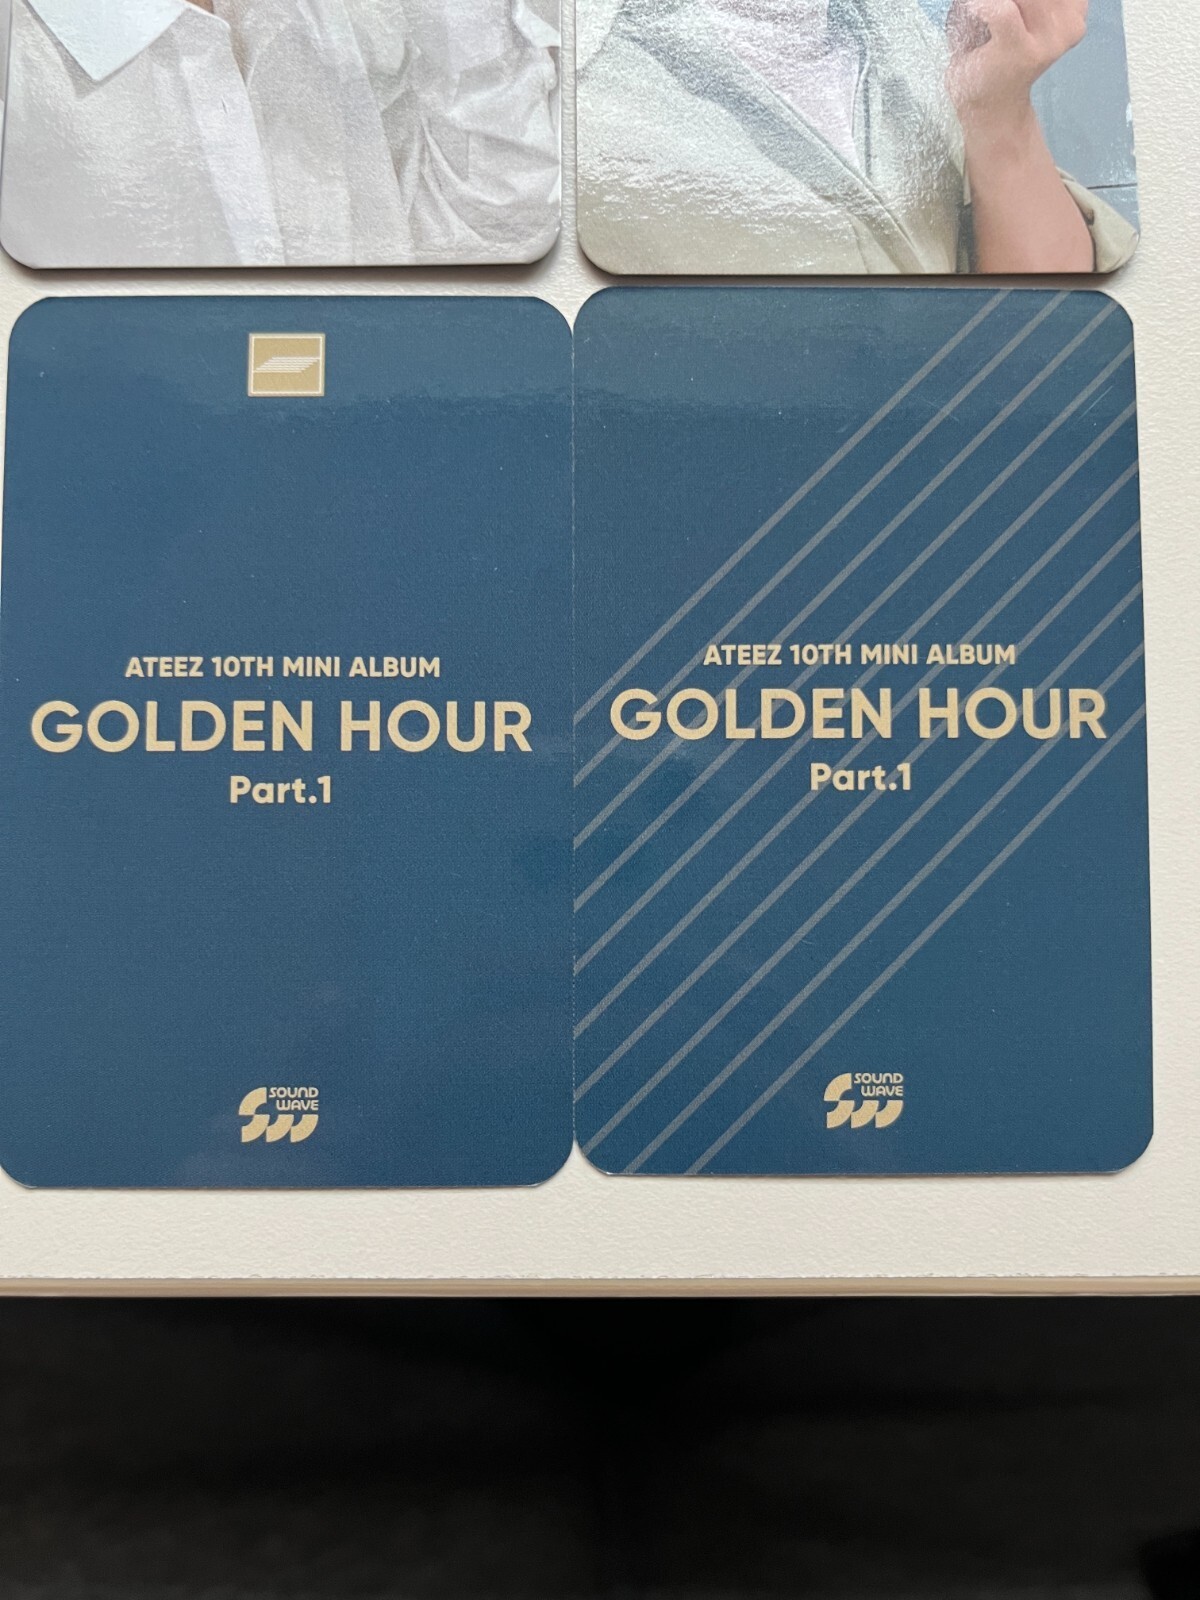 ATEEZ 10TH MINI ALBUM
GOLDEN HOUR
Part.1
SOUND
WAVE
ATEEZ 10TH MINI ALBUM
GOLDEN HOUR
Part.1
SOUND
WAVE